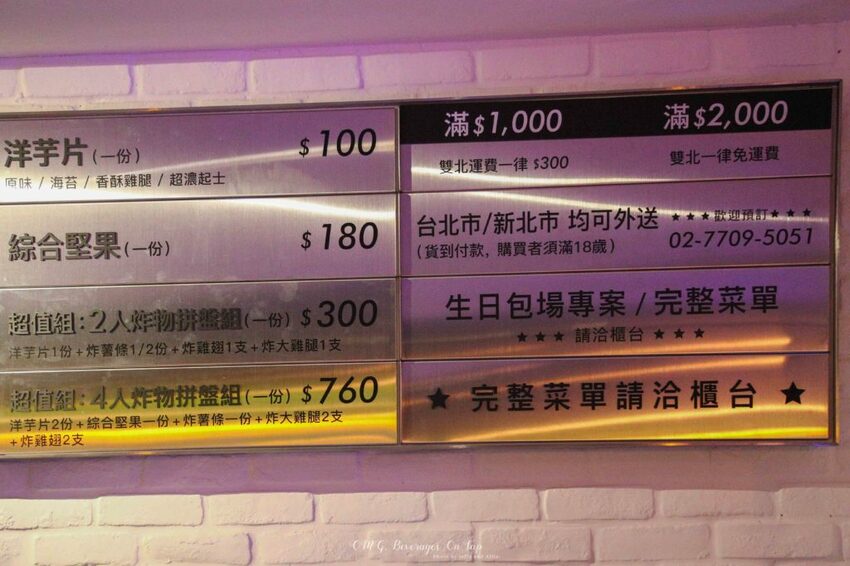 洋芋片(一份) $100
原味 / 海苔 / 香酥雞腿 / 超濃起士
綜合堅果(一份) $180
超值組:2人炸物拼盤組(一份) $300
洋芋片1份+炸薯條1/2份+炸雞翅1支+炸大雞腿1支
超值組:4人炸物拼盤組(一份) $760
洋芋片2份+綜合堅果一份+炸薯條一份+炸大雞腿2支
+炸雞翅2支
滿$1,000 滿$2,000
雙北運費一律 $300 雙北一律免運費
台北市/新北市 均可外送 ★★★歡迎預訂★★★
(貨到付款, 購買者須滿18歲) 02-7709-5051
生日包場專案 / 完整菜單
★★★ 請洽櫃台 ★★★
★ 完整菜單請洽櫃台 ★
O.M.G. Beverages On Tap